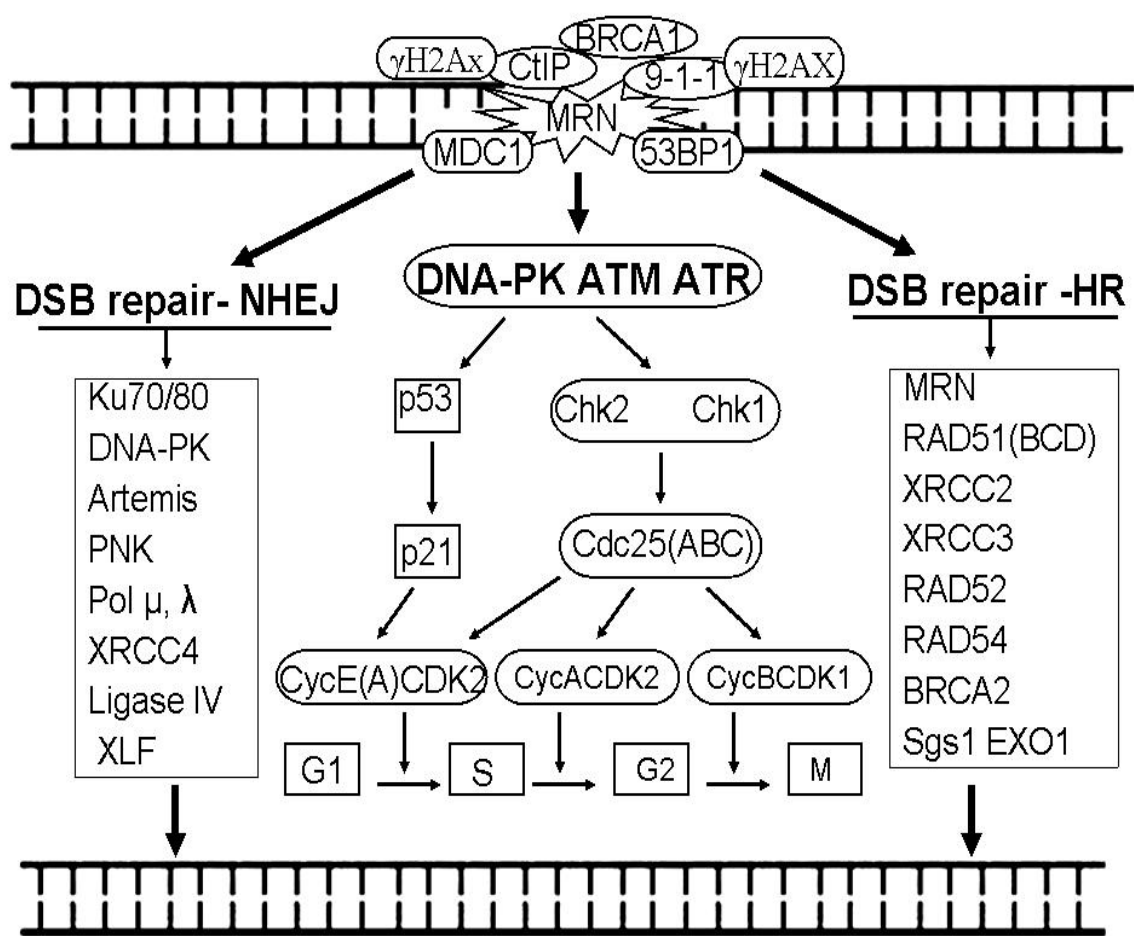 BRCA1
γH2Ax CtIP 9-1-1 γH2AX
MRN
MDC1 53BP1
DNA-PK ATM ATR
DSB repair- NHEJ
DSB repair -HR
Ku70/80
DNA-PK
Artemis
PNK
Pol μ, λ
XRCC4
Ligase IV
XLF
p53
Chk2 Chk1
p21
Cdc25(ABC)
CycE(A)CDK2 CycACDK2 CycBCDK1
G1 S G2 M
MRN
RAD51(BCD)
XRCC2
XRCC3
RAD52
RAD54
BRCA2
Sgs1 EXO1